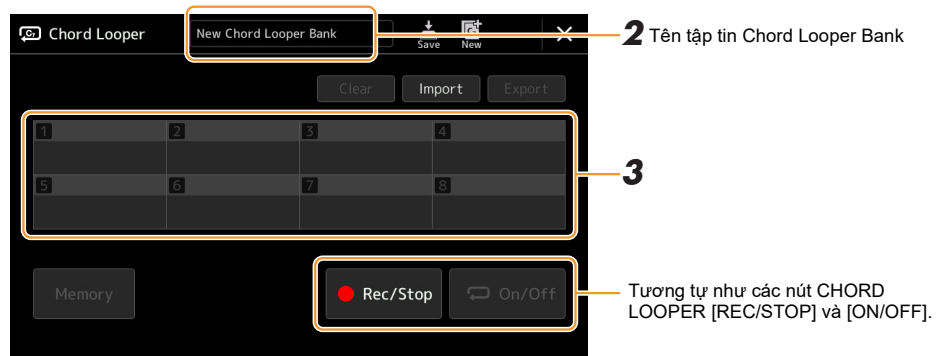 Chord Looper
New Chord Looper Bank
Save
New
2 Tên tập tin Chord Looper Bank
Clear
Import
Export
1
2
3
4
3
5
6
7
8
Memory
Rec/Stop
On/Off
Tương tự như các nút CHORD
LOOPER [REC/STOP] và [ON/OFF].